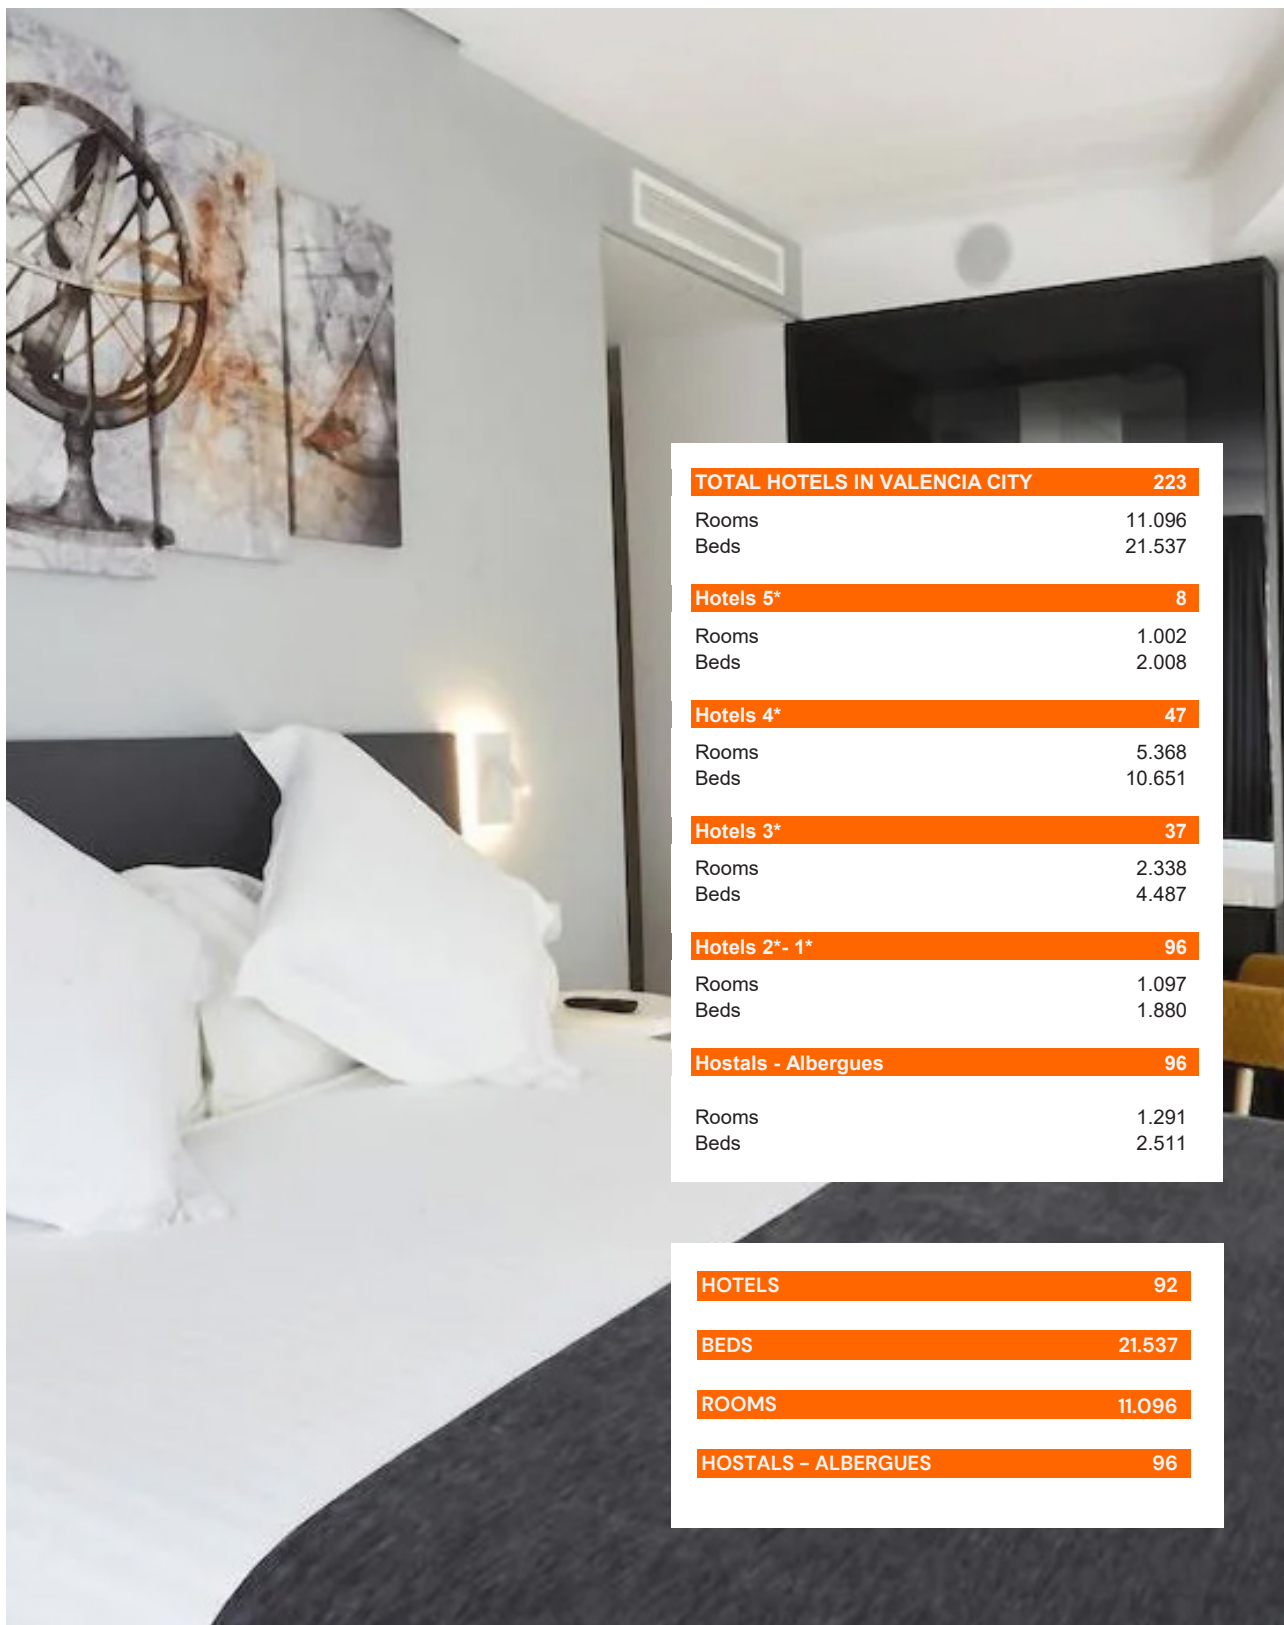 TOTAL HOTELS IN VALENCIA CITY 223
Rooms 11.096
Beds 21.537
Hotels 5* 8
Rooms 1.002
Beds 2.008
Hotels 4* 47
Rooms 5.368
Beds 10.651
Hotels 3* 37
Rooms 2.338
Beds 4.487
Hotels 2*- 1* 96
Rooms 1.097
Beds 1.880
Hostals - Albergues 96
Rooms 1.291
Beds 2.511
HOTELS 92
BEDS 21.537
ROOMS 11.096
HOSTALS - ALBERGUES 96